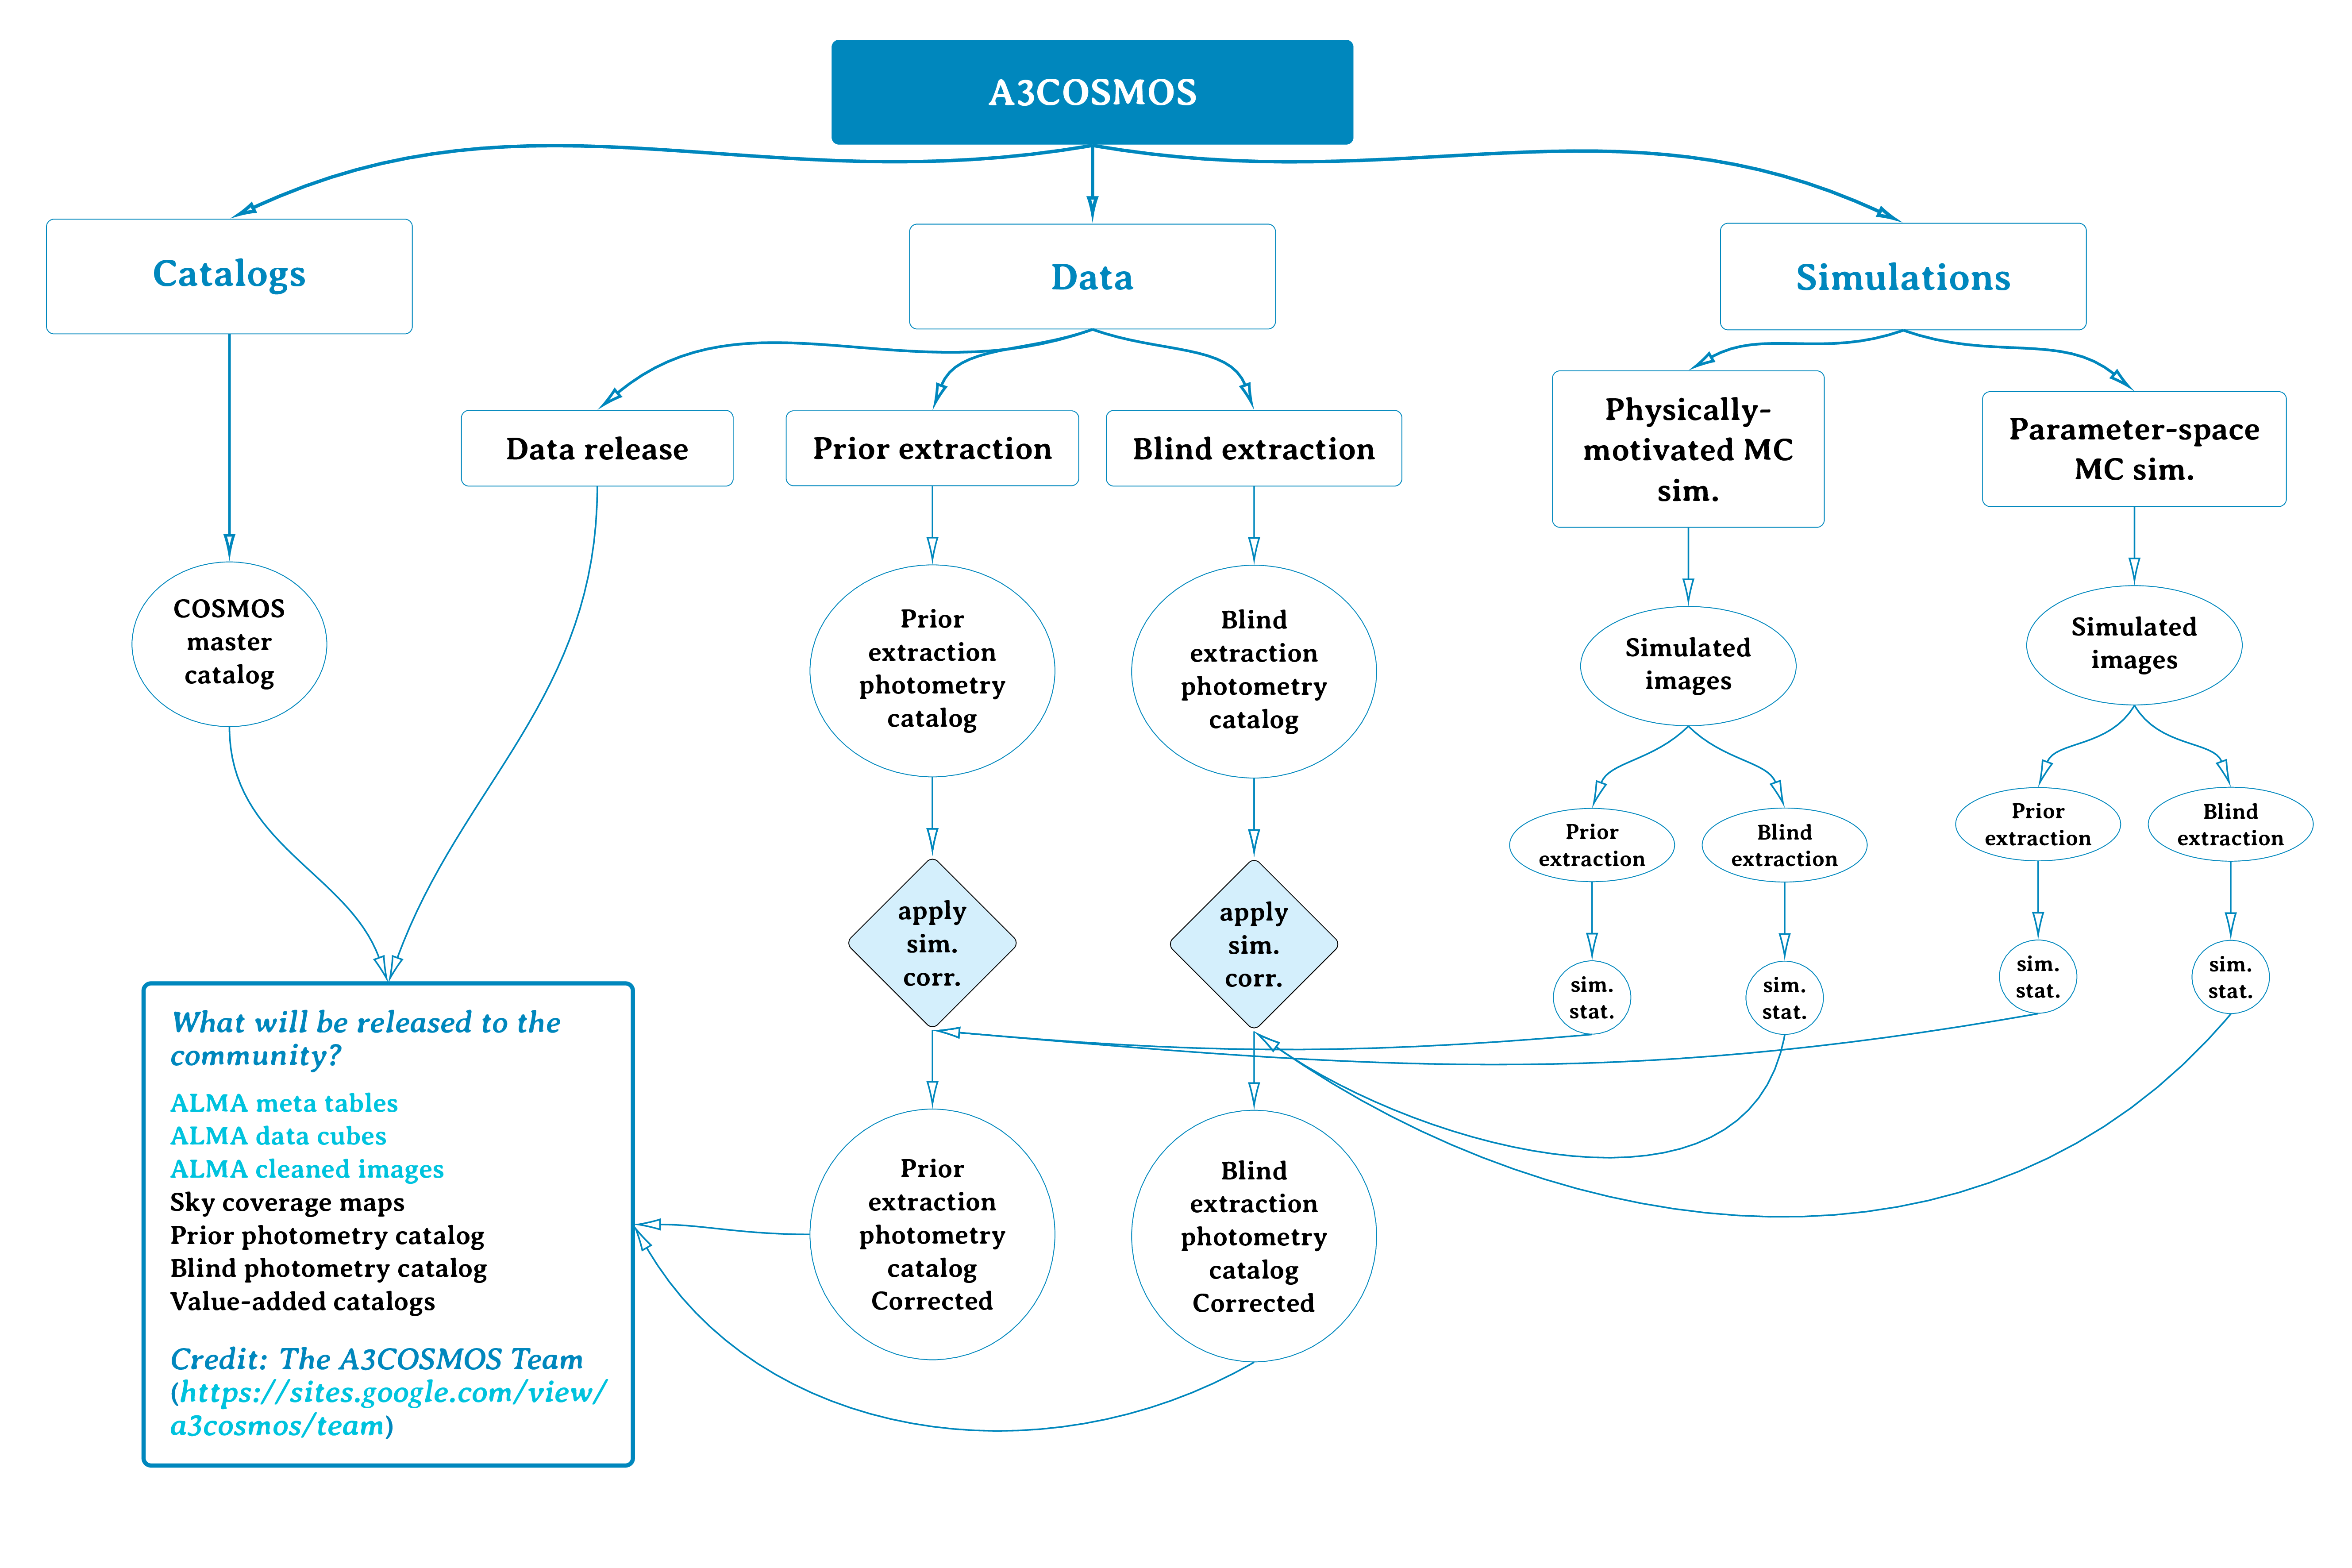 A3COSMOS
Catalogs
Data
Simulations
Data release
Prior extraction
Blind extraction
Physically-
motivated MC
sim.
Parameter-space
MC sim.
COSMOS
master
catalog
Prior
extraction
photometry
catalog
Blind
extraction
photometry
catalog
Simulated
images
Simulated
images
Prior
extraction
Blind
extraction
Prior
extraction
Blind
extraction
apply
sim.
corr.
apply
sim.
corr.
sim.
stat.
sim.
stat.
sim.
stat.
sim.
stat.
What will be released to the
community?
ALMA meta tables
ALMA data cubes
ALMA cleaned images
Sky coverage maps
Prior photometry catalog
Blind photometry catalog
Value-added catalogs
Credit: The A3COSMOS Team
(https://sites.google.com/view/
a3cosmos/team)
Prior
extraction
photometry
catalog
Corrected
Blind
extraction
photometry
catalog
Corrected